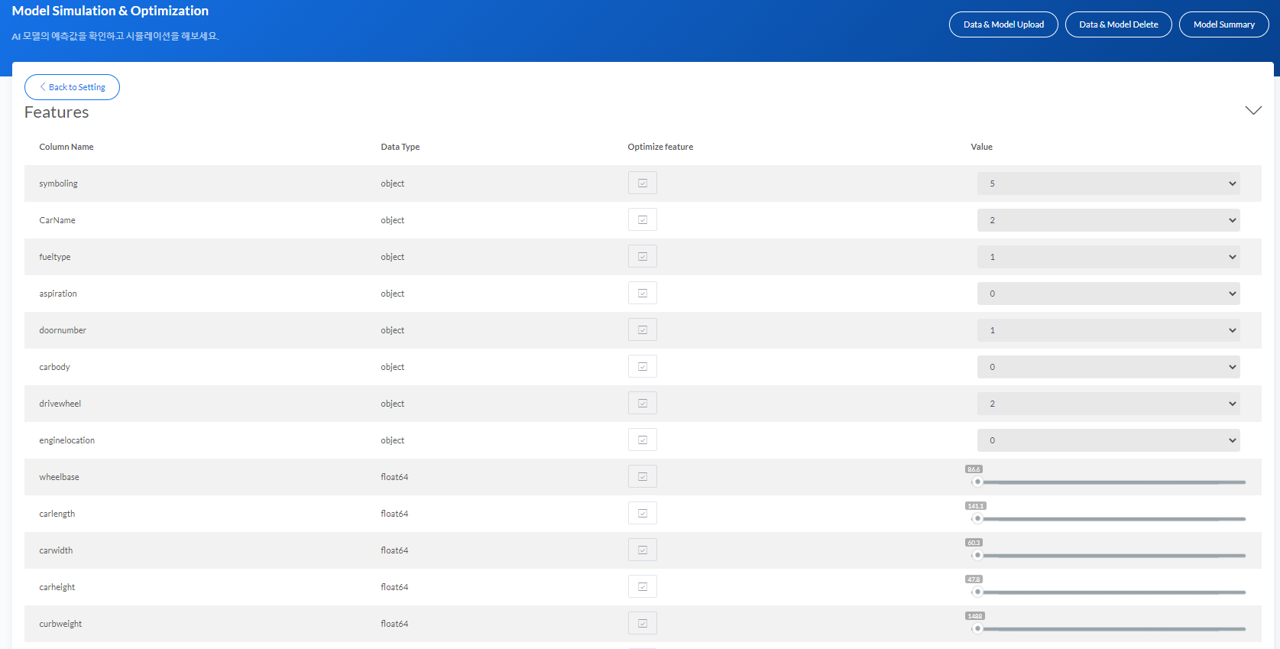 Model Simulation & Optimization
AI 모델의 예측값을 확인하고 시뮬레이션을 해보세요.
Data & Model Upload
Data & Model Delete
Model Summary
Back to Setting
Features
Column Name Data Type Optimize feature Value
symboling object 5
CarName object 2
fueltype object 1
aspiration object 0
doornumber object 1
carbody object 0
drivewheel object 2
enginelocation object 0
wheelbase float64 86.6
carlength float64 141.1
carwidth float64 60.3
carheight float64 47.8
curbweight float64 1488